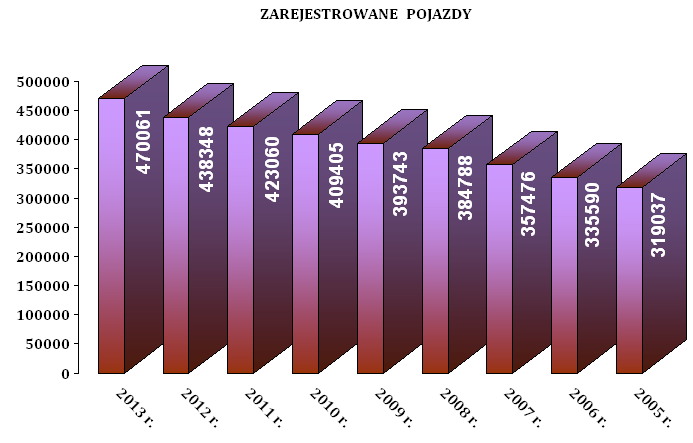 ZAREJESTROWANE POJAZDY
500000
450000
400000
350000
300000
250000
200000
150000
100000
50000
0
470061
438348
423060
409405
393743
384788
357476
335590
319037
2013 r.
2012 r.
2011 r.
2010 r.
2009 r.
2008 r.
2007 r.
2006 r.
2005 r.